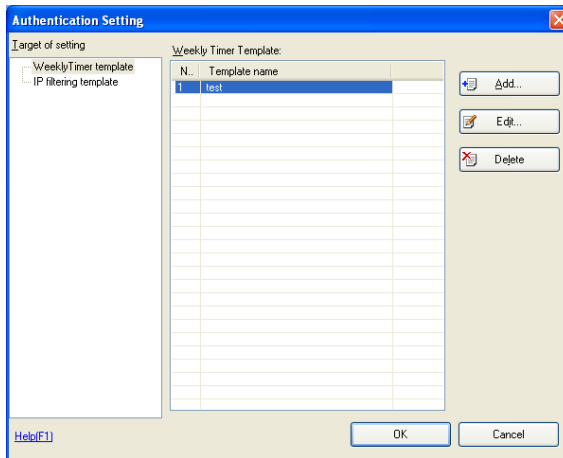 Authentication Setting
Target of setting
WeeklyTimer template
IP filtering template
Weekly Timer Template:
N.. Template name
1 test
Add...
Edit...
Delete
Help(F1)
OK
Cancel